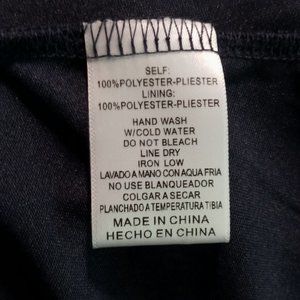 SELF:
100%POLYESTER-PLIESTER
LINING:
100%POLYESTER-PLIESTER
HAND WASH
W/COLD WATER
DO NOT BLEACH
LINE DRY
IRON LOW
LAVADO A MANO CON AQUA FRIA
NO USE BLANQUEADOR
COLGAR A SECAR
PLANCHADO A TEMPERATURA TIBIA
MADE IN CHINA
HECHO EN CHINA